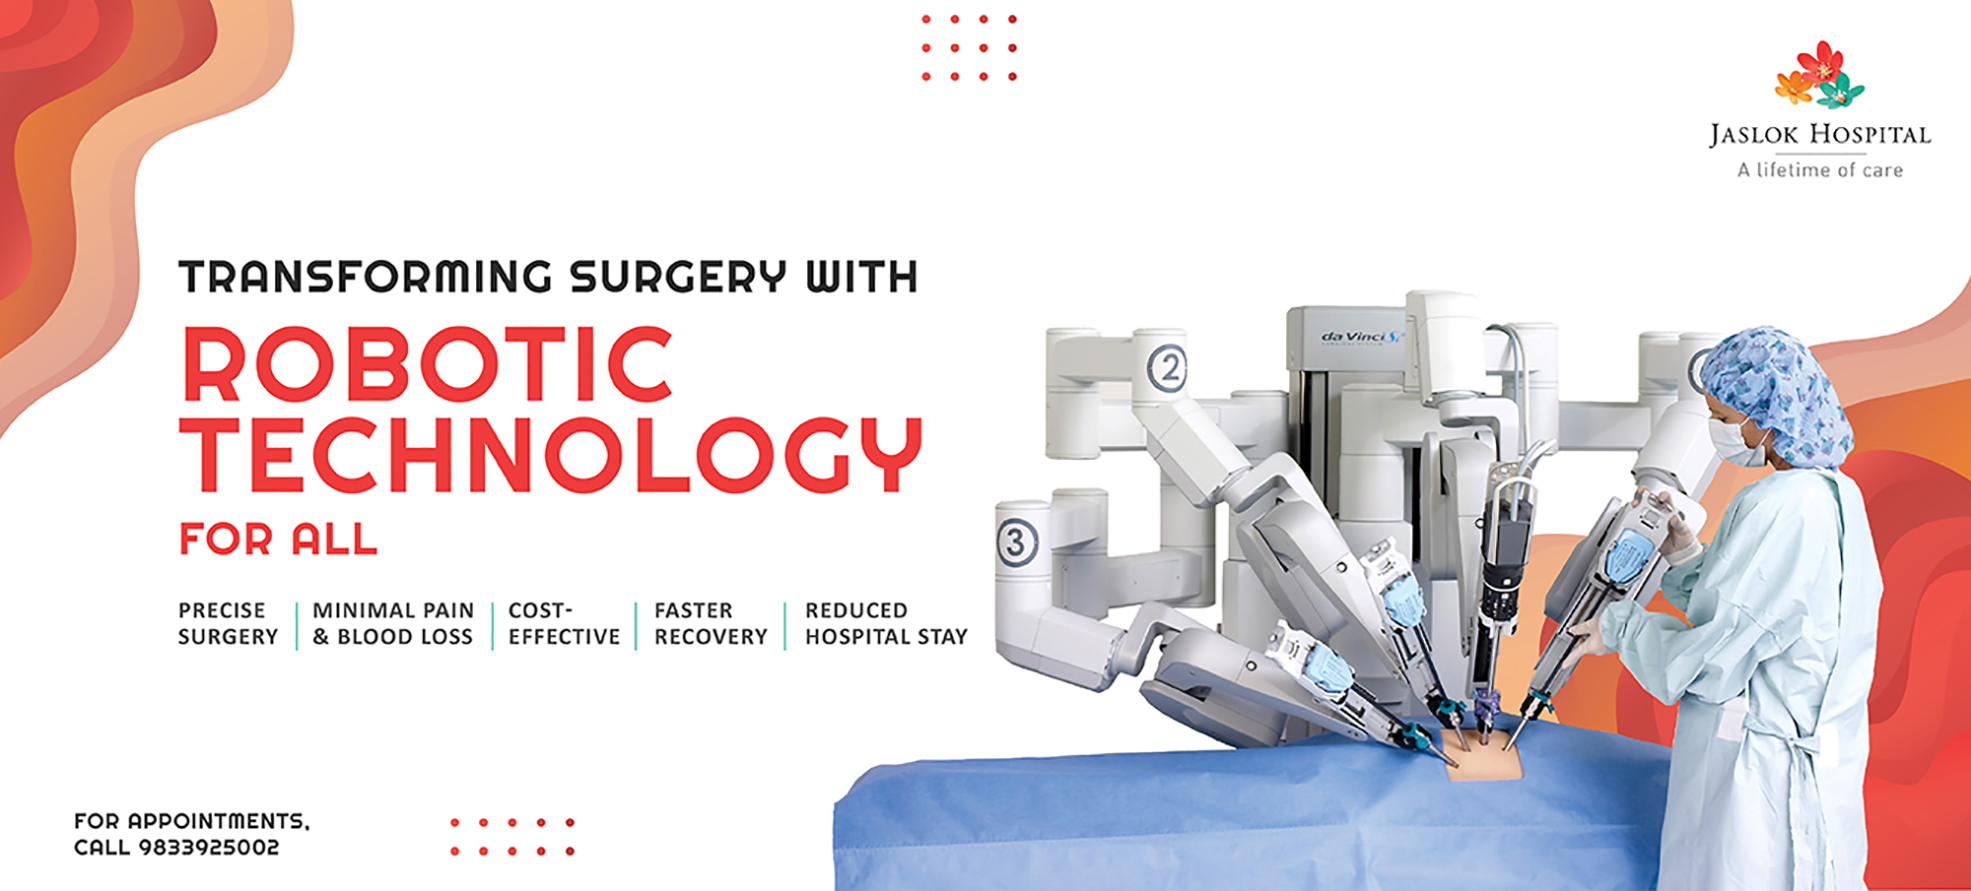 JASLOK HOSPITAL
A lifetime of care
TRANSFORMING SURGERY WITH
ROBOTIC
TECHNOLOGY
FOR ALL
PRECISE
SURGERY
MINIMAL PAIN
& BLOOD LOSS
COST-
EFFECTIVE
FASTER
RECOVERY
REDUCED
HOSPITAL STAY
da Vinci Si
2
3
FOR APPOINTMENTS,
CALL 9833925002